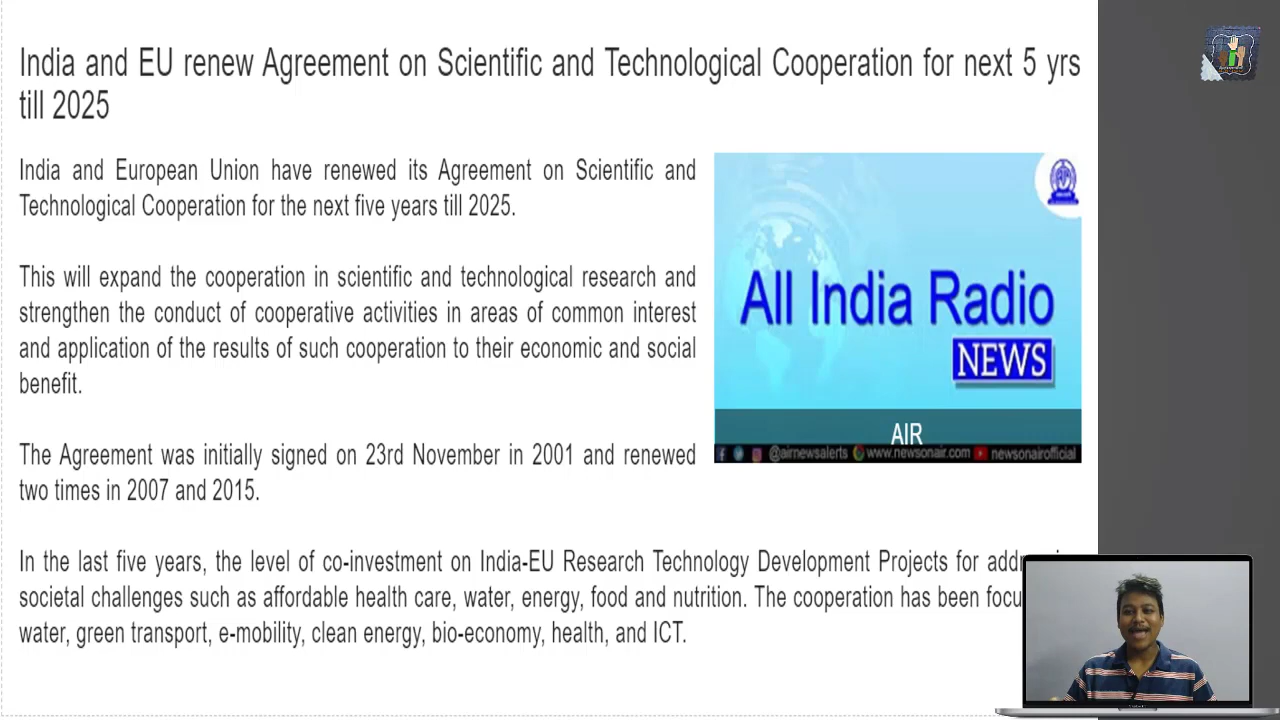 India and EU renew Agreement on Scientific and Technological Cooperation for next 5 yrs
till 2025
India and European Union have renewed its Agreement on Scientific and
Technological Cooperation for the next five years till 2025.
This will expand the cooperation in scientific and technological research and
strengthen the conduct of cooperative activities in areas of common interest
and application of the results of such cooperation to their economic and social
benefit.
The Agreement was initially signed on 23rd November in 2001 and renewed
two times in 2007 and 2015.
All India Radio
NEWS
AIR
@airnewsalerts www.newsonair.com newsonairofficial
In the last five years, the level of co-investment on India-EU Research Technology Development Projects for
societal challenges such as affordable health care, water, energy, food and nutrition. The cooperation has been
water, green transport, e-mobility, clean energy, bio-economy, health, and ICT.